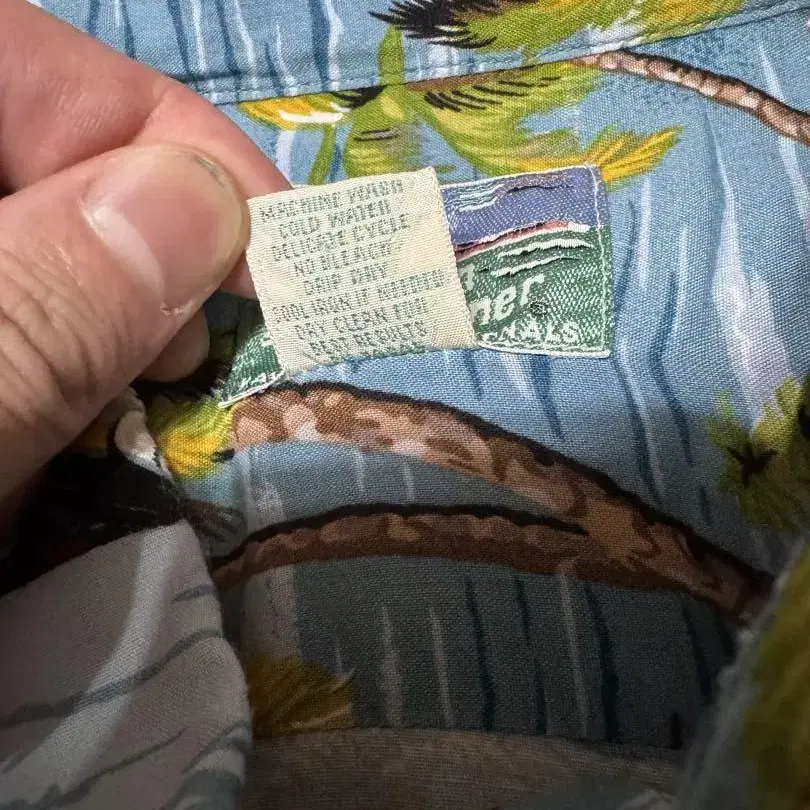 MACHINE WASH
COLD WATER
DELICATE CYCLE
NO BLEACH
DRIP DRY
COOL IRON IF NEEDED
DRY CLEAN FOR
BEST RESULTS